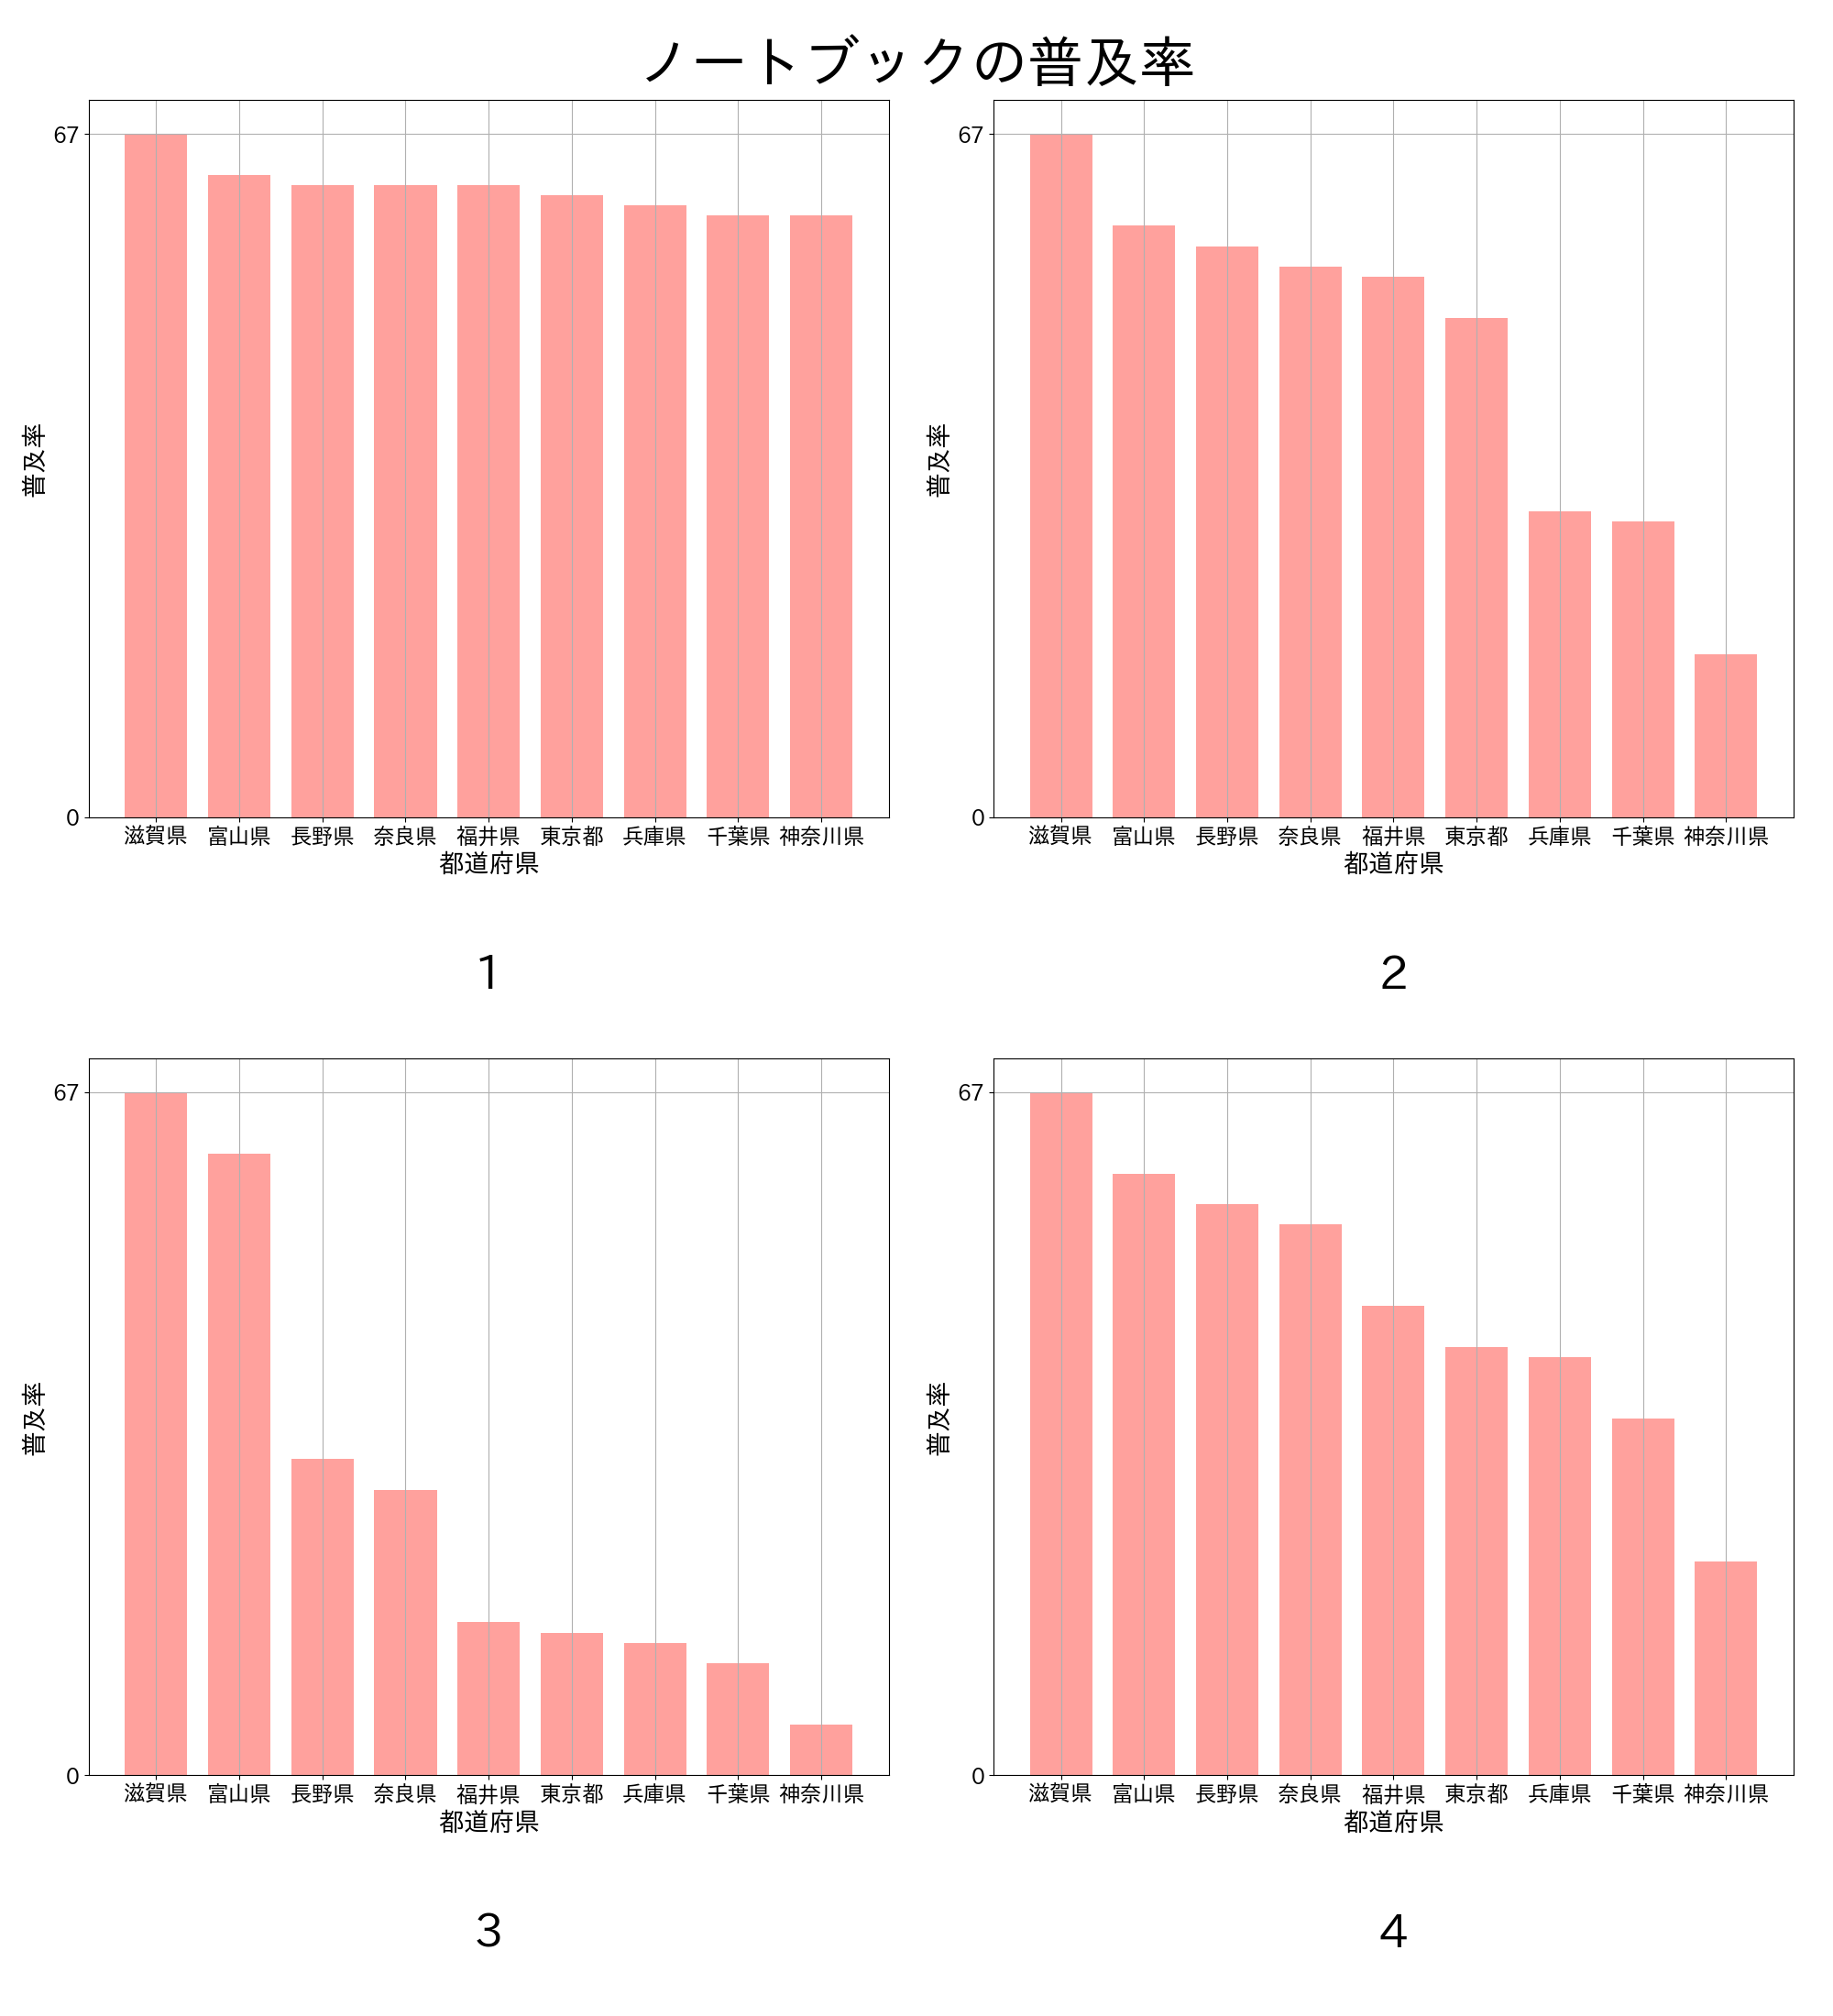 ノートブックの普及率
67
0
普及率
滋賀県 富山県 長野県 奈良県 福井県 東京都 兵庫県 千葉県 神奈川県
都道府県
1
67
0
普及率
滋賀県 富山県 長野県 奈良県 福井県 東京都 兵庫県 千葉県 神奈川県
都道府県
2
67
0
普及率
滋賀県 富山県 長野県 奈良県 福井県 東京都 兵庫県 千葉県 神奈川県
都道府県
3
67
0
普及率
滋賀県 富山県 長野県 奈良県 福井県 東京都 兵庫県 千葉県 神奈川県
都道府県
4